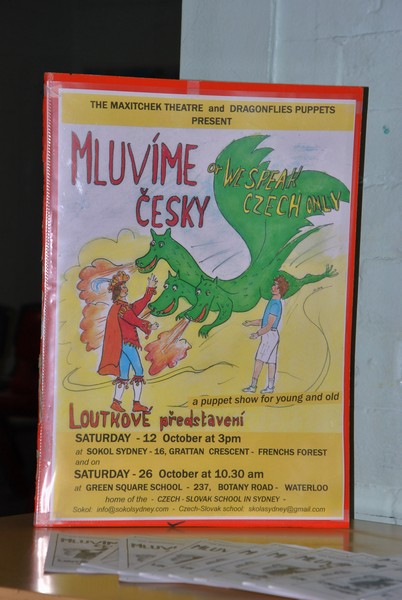 THE MAXITCHEK THEATRE and DRAGONFLIES PUPPETS
PRESENT
MLUVÍME
ČESKY
or WE SPEAK
CZECH ONLY
a puppet show for young and old
LOUTKOVÉ představení
SATURDAY - 12 October at 3pm
at SOKOL SYDNEY - 16, GRATTAN CRESCENT - FRENCHS FOREST
and on
SATURDAY - 26 October at 10.30 am
at GREEN SQUARE SCHOOL - 237, BOTANY ROAD - WATERLOO
home of the - CZECH - SLOVAK SCHOOL IN SYDNEY -
Sokol: info@sokolsydney.com - Czech-Slovak school: skolasydney@gmail.com